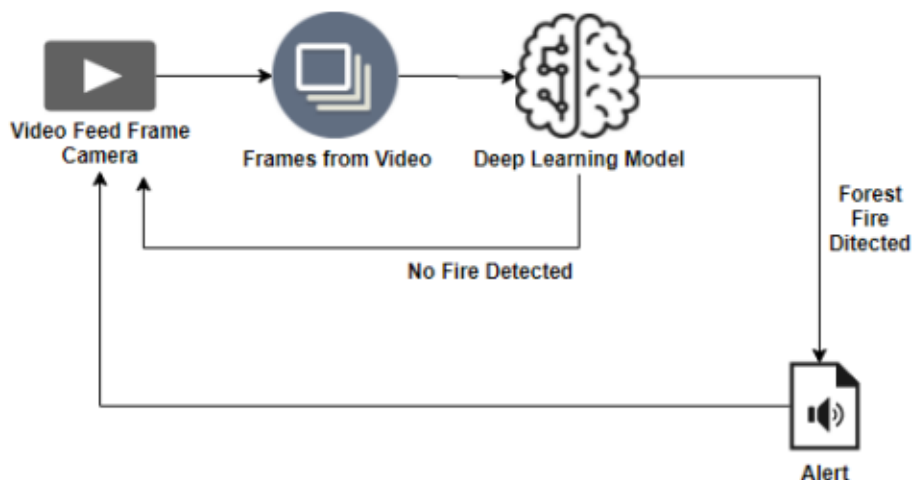 Video Feed Frame
Camera
Frames from Video
Deep Learning Model
Forest
Fire
Ditected
No Fire Detected
Alert